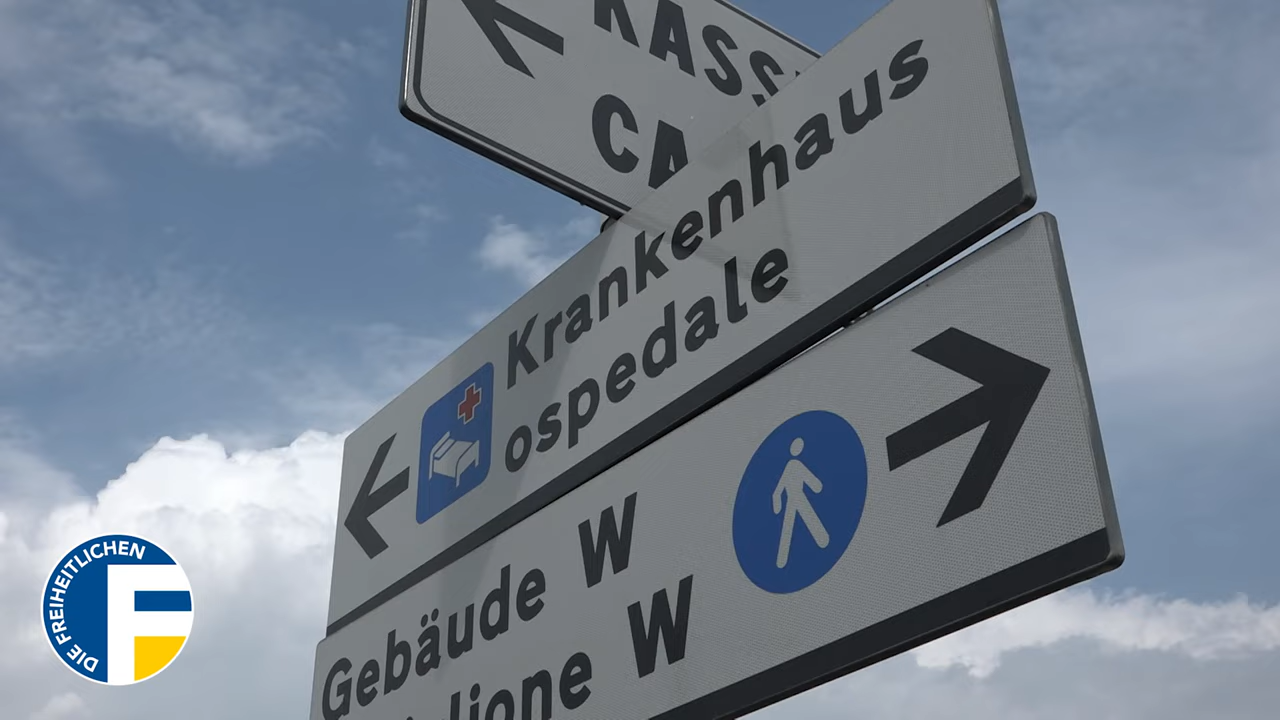 Krankenhaus
ospedale
Gebäude W
W
DIE FREIHEITLICHEN
F